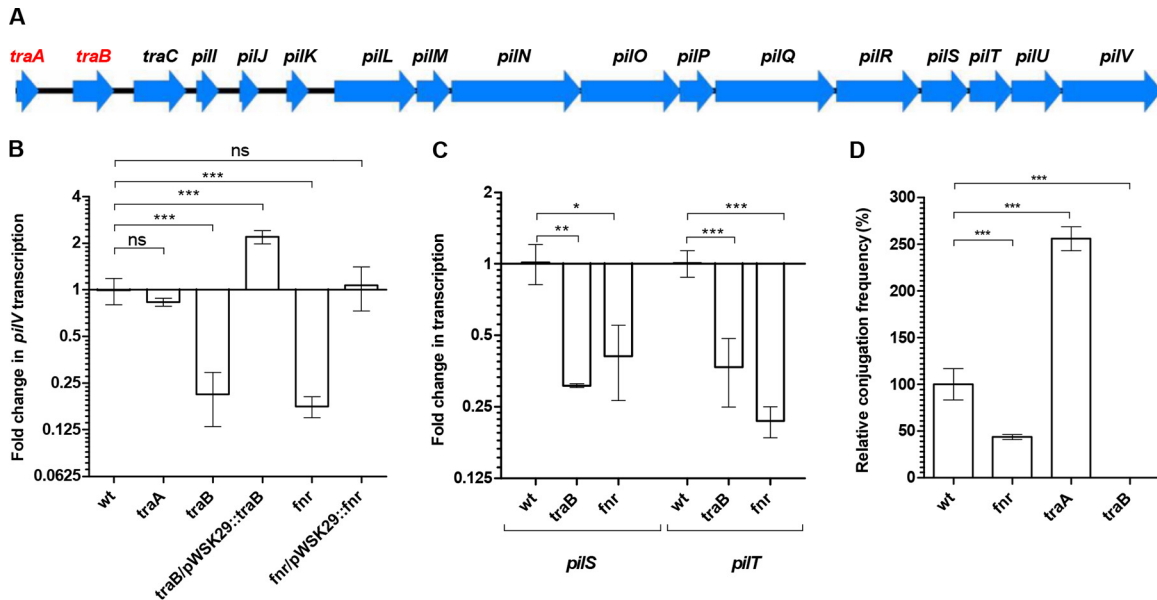 A
traA traB traC pilI pilJ pilK pilL pilM pilN pilO pilP pilQ pilR pilS pilT pilU pilV
B
Fold change in pilV transcription
4
2
1
0.5
0.25
0.125
0.0625
ns
***
***
***
ns
wt traA traB traB/pWSK29::traB fnr fnr/pWSK29::fnr
C
Fold change in transcription
2
1
0.5
0.25
0.125
*
**
***
***
wt traB fnr wt traB fnr
pilS pilT
D
Relative conjugation frequency (%)
300
250
200
150
100
50
0
***
***
***
wt fnr traA traB